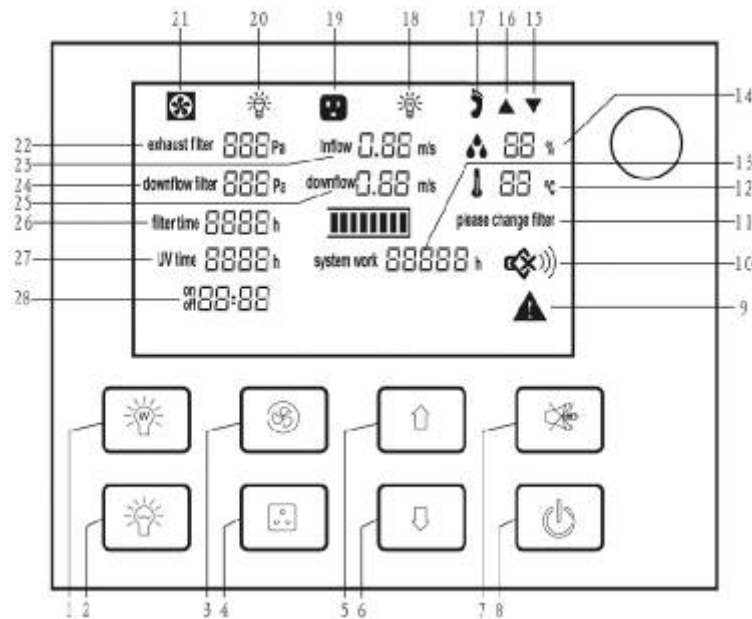 21 20 19 18 17 16 15
22 exhaust filter 888 Pa inflow 0.88 m/s 88 % 14
23 13
24 downflow filter 888 Pa downflow 0.88 m/s 88 ℃ 12
25
26 filter time 8888 h please change filter 11
27 UV time 8888 h system work 88888 h 10
28 on off 88:88 9
UV
1 2 3 4 5 6 7 8